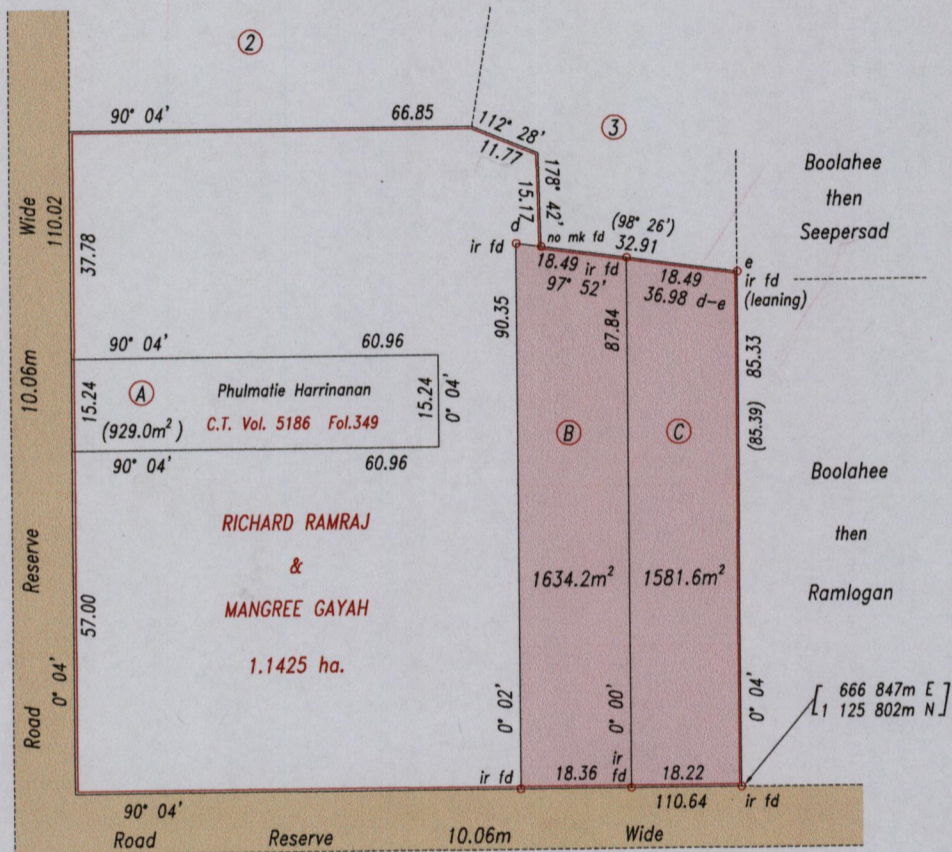 2
90° 04'
66.85
112° 28'
11.77
3
178° 42'
15.17
Boolahee
then
Seepersad
Wide
110.02
37.78
d
ir fd
no mk fd
(98° 26')
32.91
18.49
ir fd
97° 52'
18.49
36.98 d-e
e
ir fd
(leaning)
90.35
87.84
85.33
(85.39)
90° 04'
60.96
10.06m
15.24
A
(929.0m²)
Phulmatie Harrinanan
C.T. Vol. 5186 Fol.349
15.24
0° 04'
90° 04'
60.96
B
C
Boolahee
then
Ramlogan
RICHARD RAMRAJ
&
MANGREE GAYAH
1.1425 ha.
1634.2m²
1581.6m²
Reserve
57.00
0° 04'
Road
0° 02'
0° 00'
0° 04'
666 847m E
1 125 802m N
ir fd
18.36
ir
fd
18.22
110.64
ir fd
90° 04'
Road Reserve 10.06m Wide